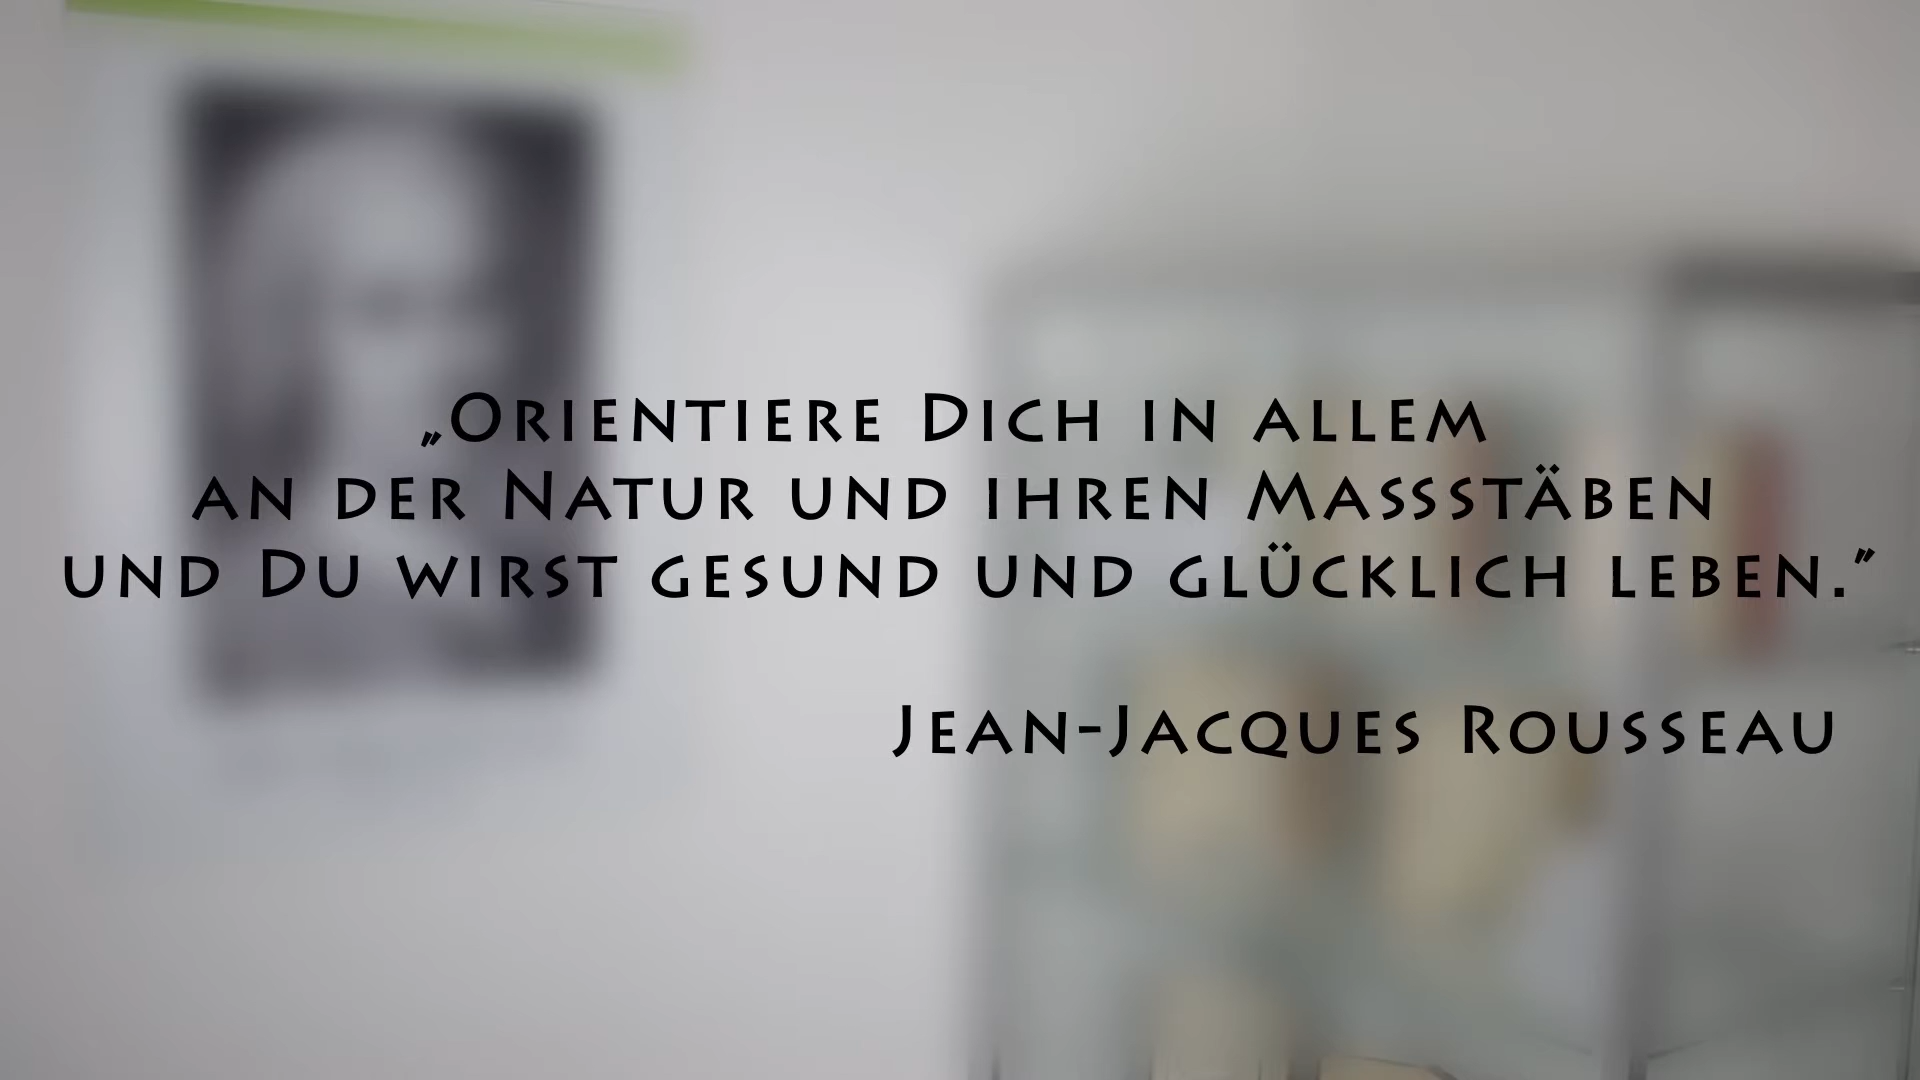 „Orientiere Dich in allem
an der Natur und ihren Massstäben
und Du wirst gesund und glücklich leben.”
Jean-Jacques Rousseau